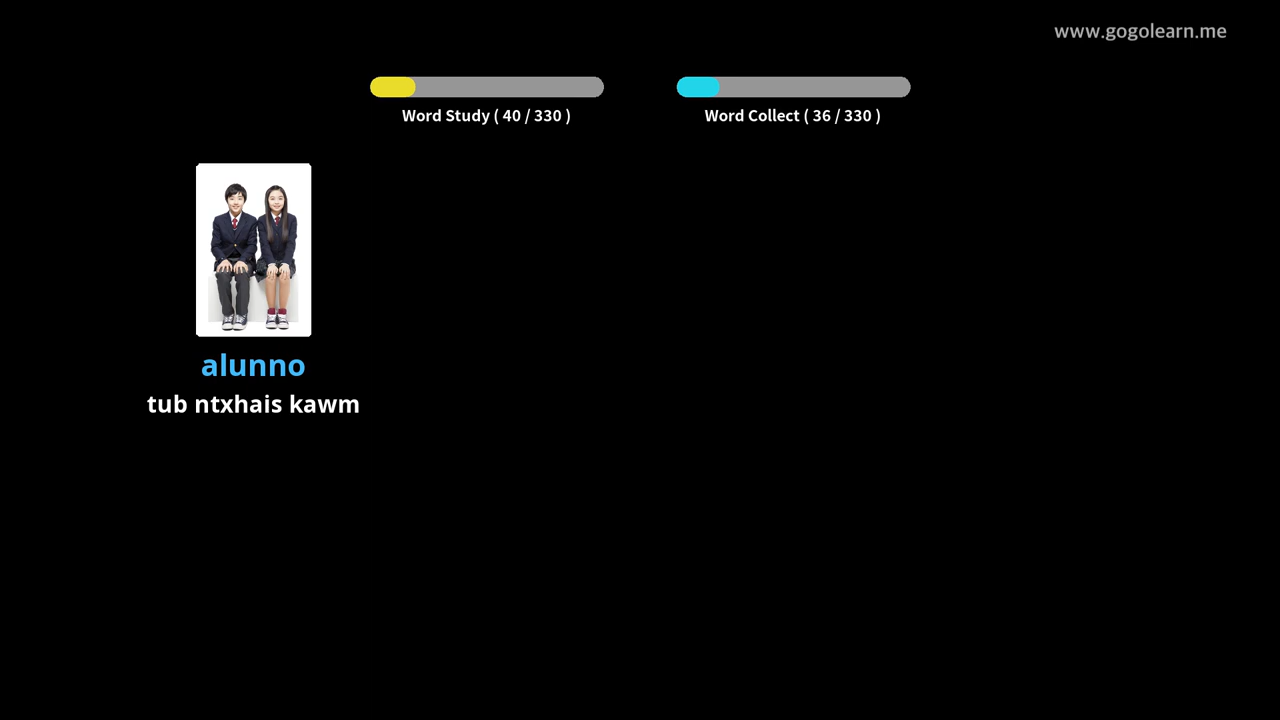 www.gogolearn.me
Word Study ( 40 / 330 )
Word Collect ( 36 / 330 )
alunno
tub ntxhais kawm